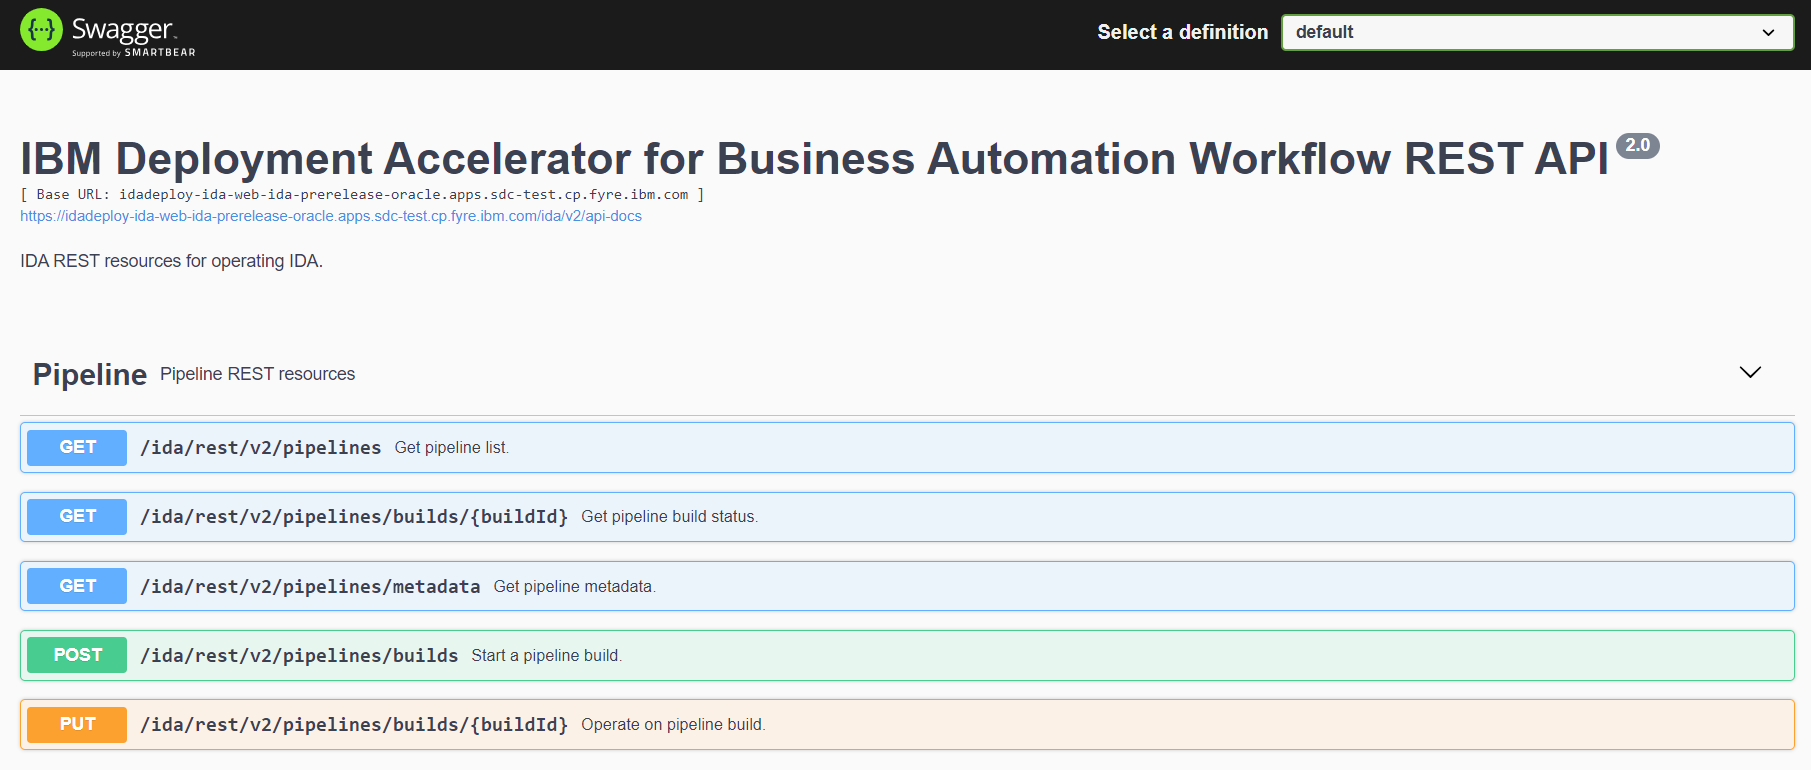 {···} Swagger™
Supported by SMARTBEAR
Select a definition default
IBM Deployment Accelerator for Business Automation Workflow REST API 2.0
[ Base URL: idadeploy-ida-web-ida-prerelease-oracle.apps.sdc-test.cp.fyre.ibm.com ]
https://idadeploy-ida-web-ida-prerelease-oracle.apps.sdc-test.cp.fyre.ibm.com/ida/v2/api-docs
IDA REST resources for operating IDA.
Pipeline Pipeline REST resources
GET /ida/rest/v2/pipelines Get pipeline list.
GET /ida/rest/v2/pipelines/builds/{buildId} Get pipeline build status.
GET /ida/rest/v2/pipelines/metadata Get pipeline metadata.
POST /ida/rest/v2/pipelines/builds Start a pipeline build.
PUT /ida/rest/v2/pipelines/builds/{buildId} Operate on pipeline build.